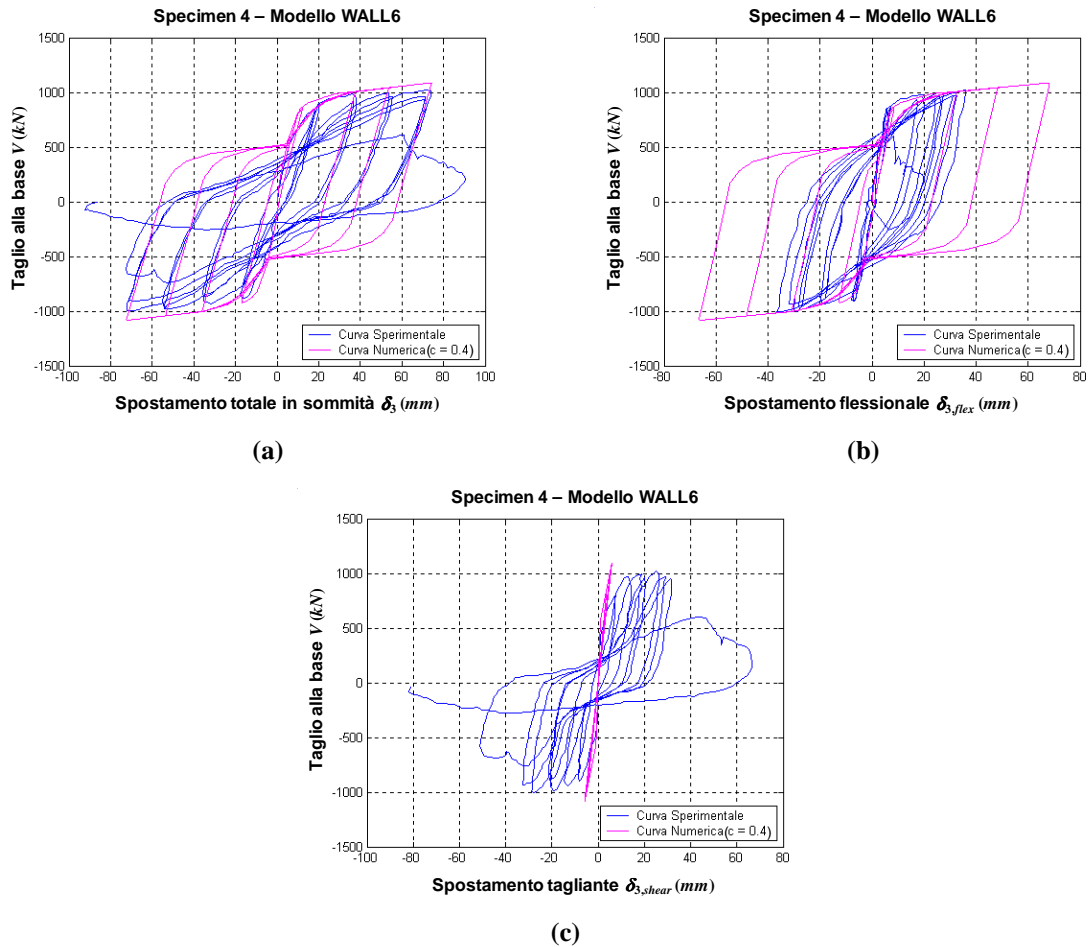 Specimen 4 – Modello WALL6
1500
1000
500
0
-500
-1000
-1500
Taglio alla base V (kN)
-100 -80 -60 -40 -20 0 20 40 60 80 100
Curva Sperimentale
Curva Numerica(c = 0.4)
Spostamento totale in sommità δ3 (mm)
(a)
Specimen 4 – Modello WALL6
1500
1000
500
0
-500
-1000
-1500
Taglio alla base V (kN)
-80 -60 -40 -20 0 20 40 60 80
Curva Sperimentale
Curva Numerica(c = 0.4)
Spostamento flessionale δ3,flex (mm)
(b)
Specimen 4 – Modello WALL6
1500
1000
500
0
-500
-1000
-1500
Taglio alla base V (kN)
-100 -80 -60 -40 -20 0 20 40 60 80
Curva Sperimentale
Curva Numerica(c = 0.4)
Spostamento tagliante δ3,shear (mm)
(c)